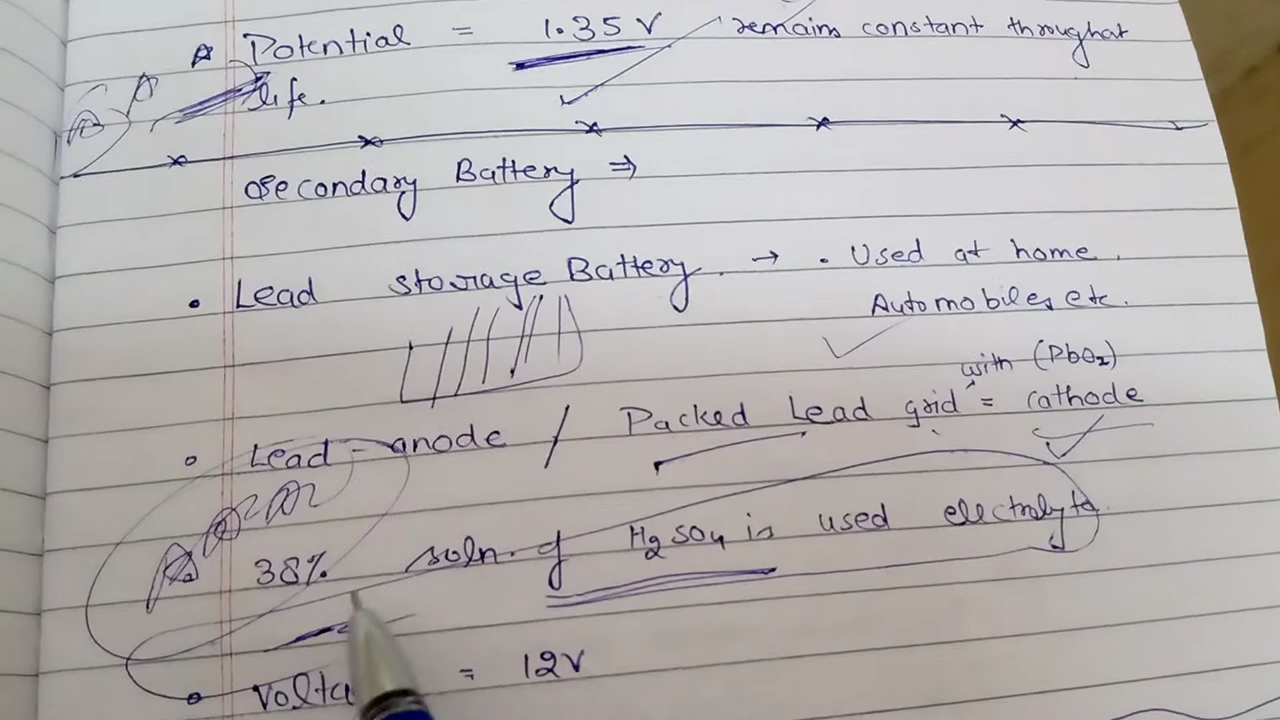 Potential = 1.35 V remains constant throughat
life.
Secondary Battery ⇒
• Lead storage Battery. → • Used at home.
Automobiles etc.
with (PbO2)
• Lead - anode / Packed Lead grid = cathode
38% soln. of H2SO4 is used electrolyte.
• = 12V